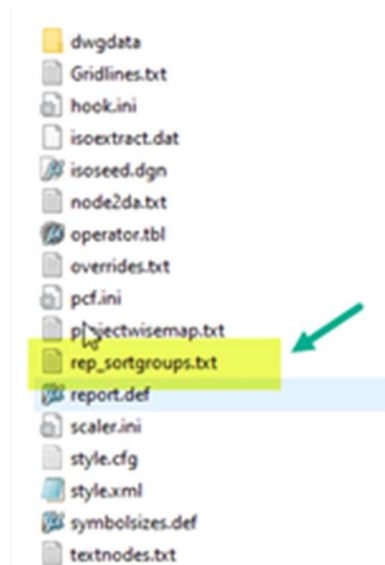 dwgdata
Gridlines.txt
hook.ini
isoextract.dat
isoseed.dgn
node2da.txt
operator.tbl
overrides.txt
pcf.ini
projectwisemap.txt
rep_sortgroups.txt
report.def
scaler.ini
style.cfg
style.xml
symbolsizes.def
textnodes.txt